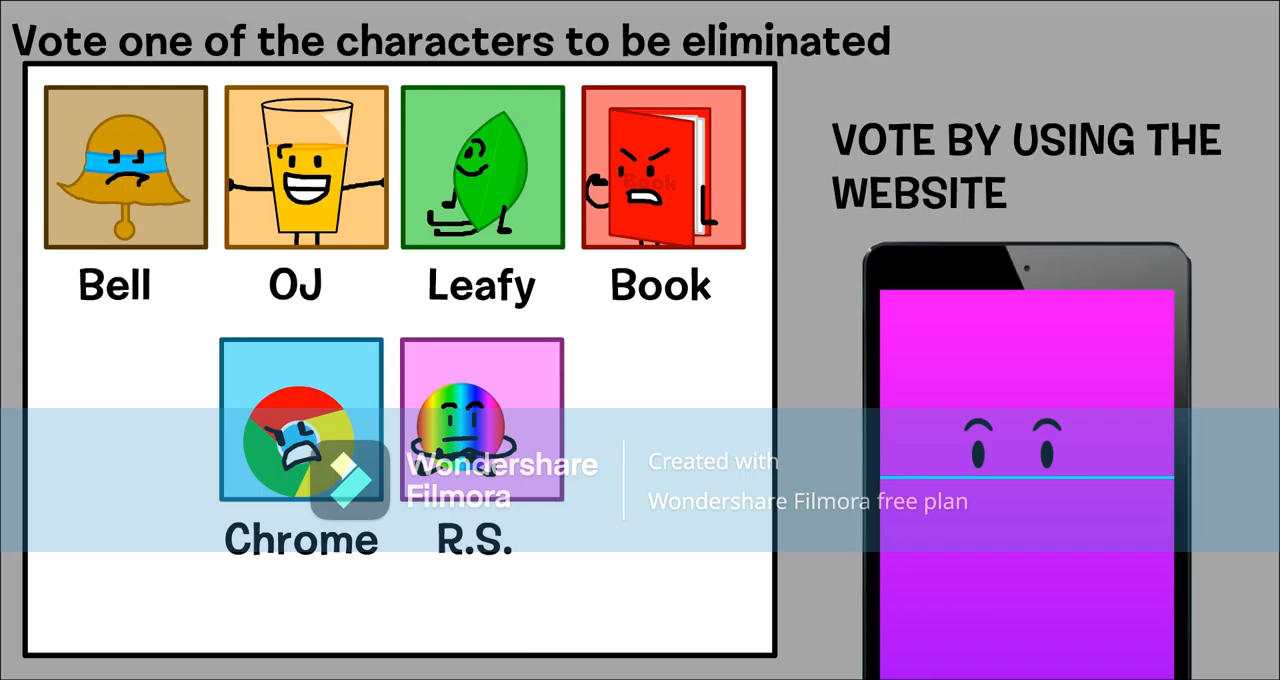 Vote one of the characters to be eliminated
VOTE BY USING THE
WEBSITE
Book
Bell
OJ
Leafy
Book
Wondershare
Filmora
Created with
Wondershare Filmora free plan
Chrome
R.S.